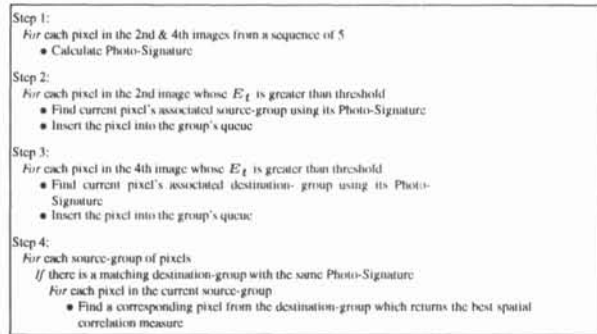 Step 1:
For each pixel in the 2nd & 4th images from a sequence of 5
• Calculate Photo-Signature
Step 2:
For each pixel in the 2nd image whose E_t is greater than threshold
• Find current pixel's associated source-group using its Photo-Signature
• Insert the pixel into the group's queue
Step 3:
For each pixel in the 4th image whose E_t is greater than threshold
• Find current pixel's associated destination- group using its Photo-
Signature
• Insert the pixel into the group's queue
Step 4:
For each source-group of pixels
If there is a matching destination-group with the same Photo-Signature
For each pixel in the current source-group
• Find a corresponding pixel from the destination-group which returns the best spatial
correlation measure